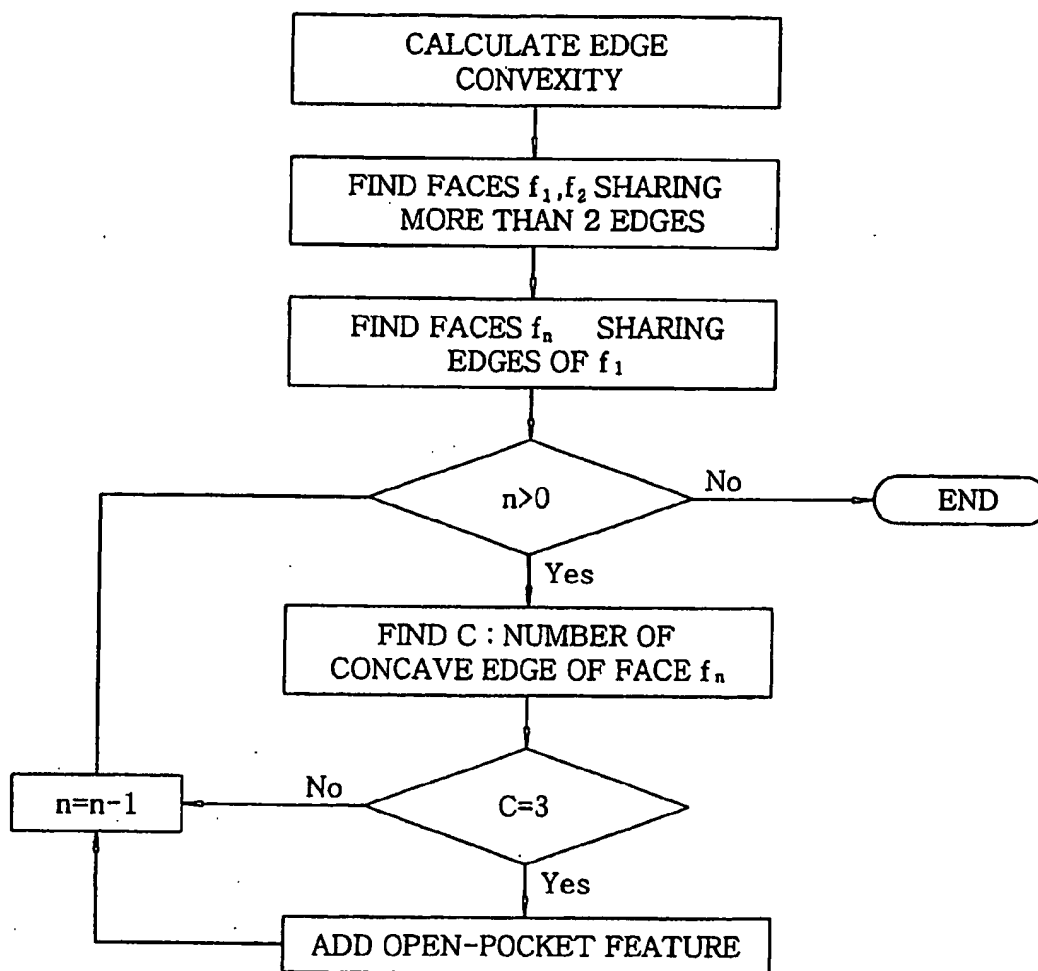 CALCULATE EDGE
CONVEXITY
FIND FACES f₁,f₂ SHARING
MORE THAN 2 EDGES
FIND FACES fₙ SHARING
EDGES OF f₁
n>0
No
END
Yes
FIND C : NUMBER OF
CONCAVE EDGE OF FACE fₙ
n=n-1
No
C=3
Yes
ADD OPEN-POCKET FEATURE